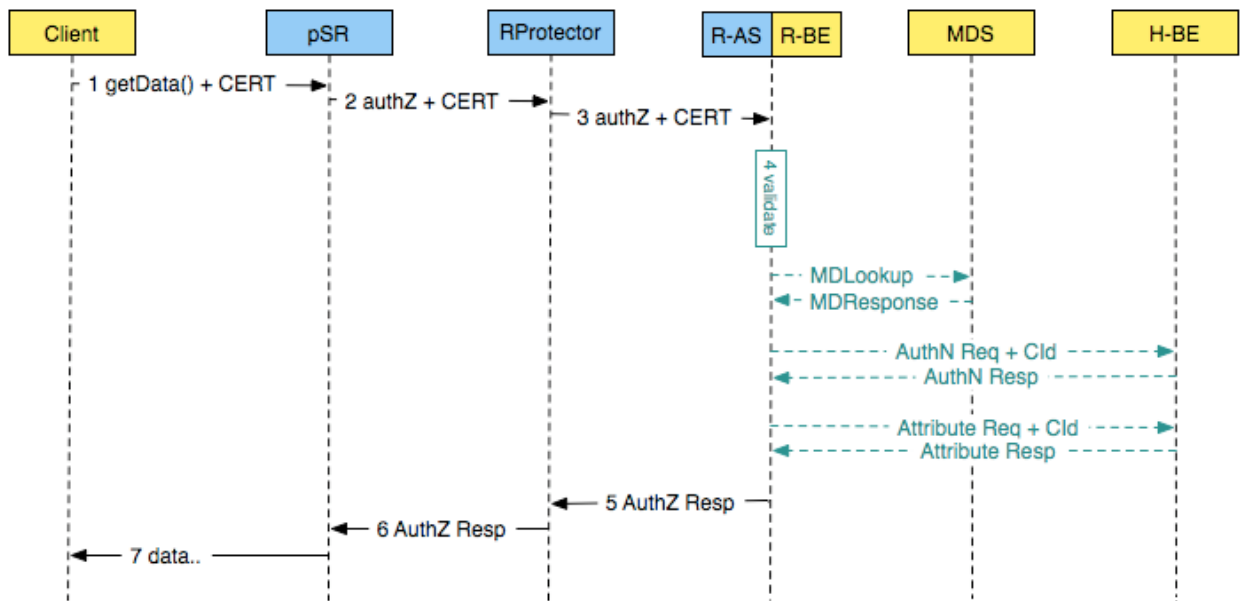 Client
pSR
RProtector
R-AS R-BE
MDS
H-BE
1 getData() + CERT
2 authZ + CERT
3 authZ + CERT
4 validate
MDLookup
MDResponse
AuthN Req + CId
AuthN Resp
Attribute Req + CId
Attribute Resp
5 AuthZ Resp
6 AuthZ Resp
7 data..